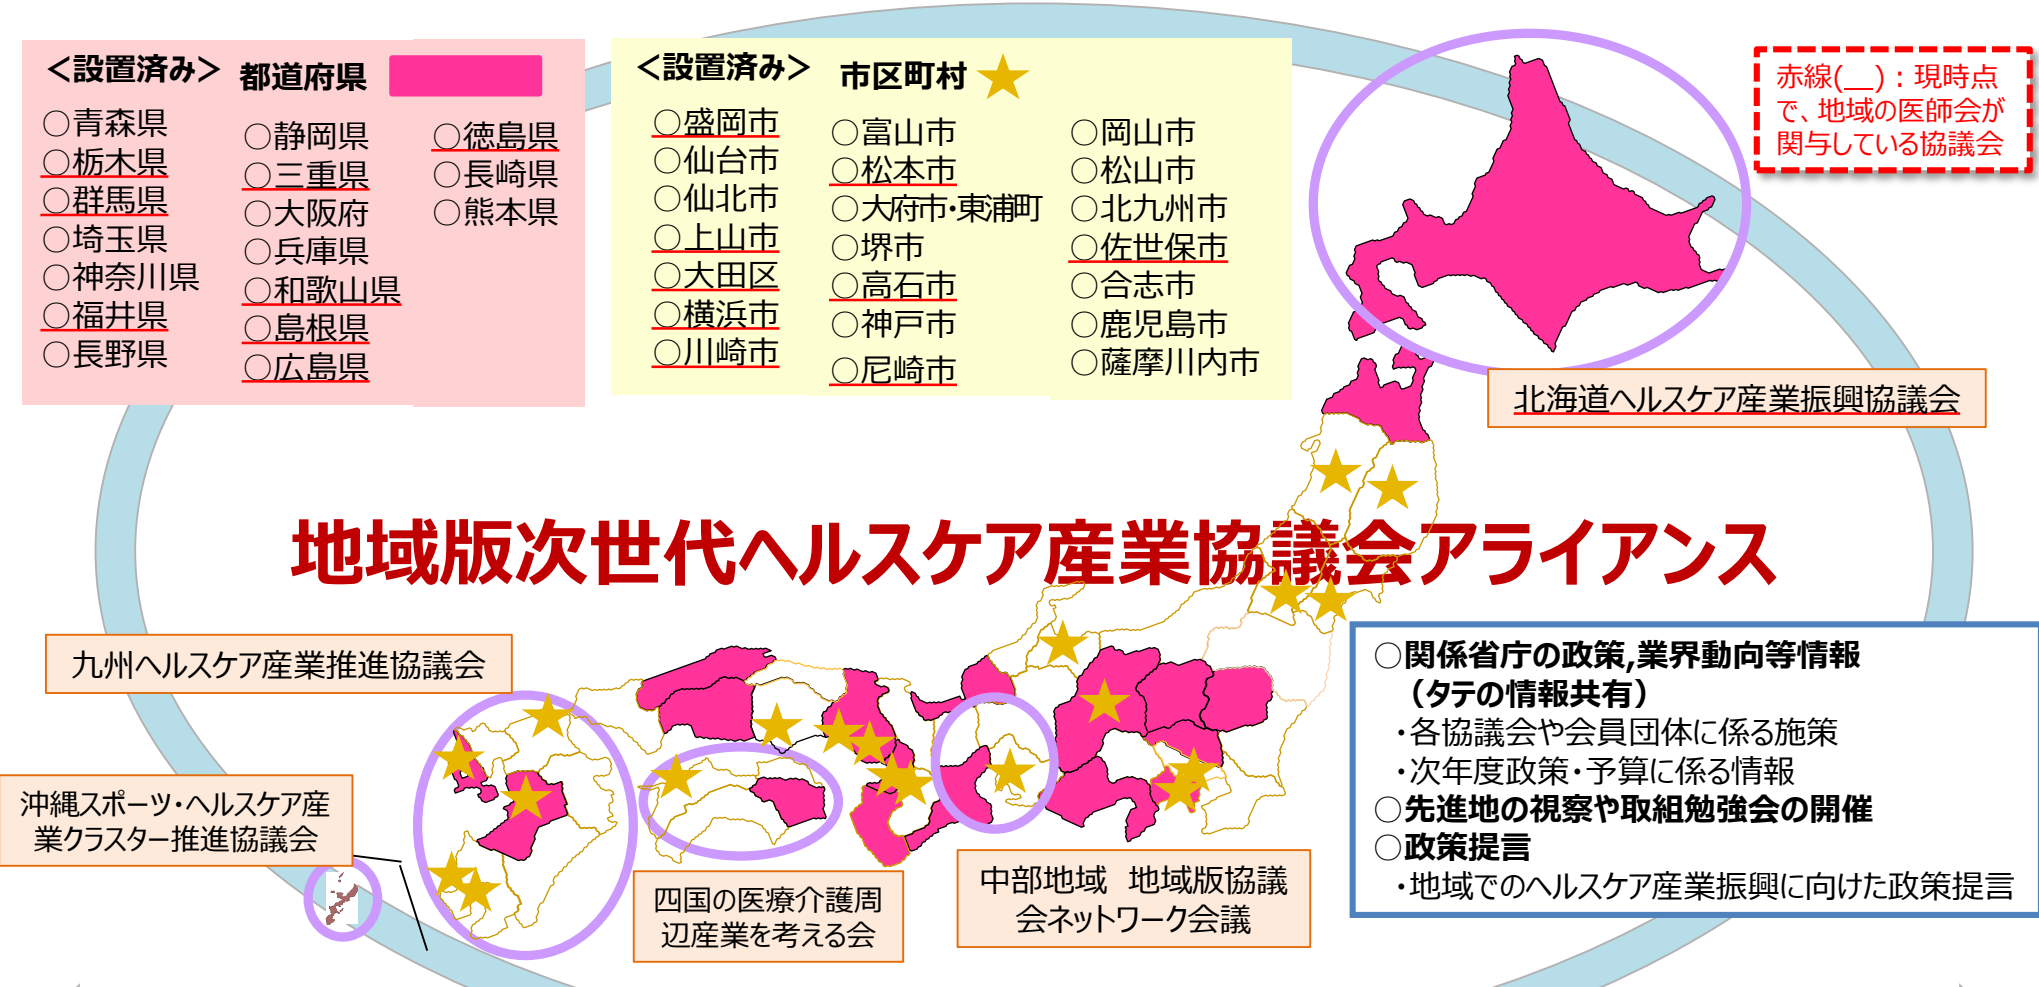 ＜設置済み＞ 都道府県
○青森県
○栃木県
○群馬県
○埼玉県
○神奈川県
○福井県
○長野県
○静岡県
○三重県
○大阪府
○兵庫県
○和歌山県
○島根県
○広島県
○徳島県
○長崎県
○熊本県
＜設置済み＞ 市区町村
○盛岡市
○仙台市
○仙北市
○上山市
○大田区
○横浜市
○川崎市
○富山市
○松本市
○大府市・東浦町
○堺市
○高石市
○神戸市
○尼崎市
○岡山市
○松山市
○北九州市
○佐世保市
○合志市
○鹿児島市
○薩摩川内市
赤線(__)：現時点
で、地域の医師会が
関与している協議会
北海道ヘルスケア産業振興協議会
地域版次世代ヘルスケア産業協議会アライアンス
九州ヘルスケア産業推進協議会
沖縄スポーツ・ヘルスケア産
業クラスター推進協議会
四国の医療介護周
辺産業を考える会
中部地域　地域版協議
会ネットワーク会議
○関係省庁の政策,業界動向等情報
（タテの情報共有）
・各協議会や会員団体に係る施策
・次年度政策・予算に係る情報
○先進地の視察や取組勉強会の開催
○政策提言
・地域でのヘルスケア産業振興に向けた政策提言